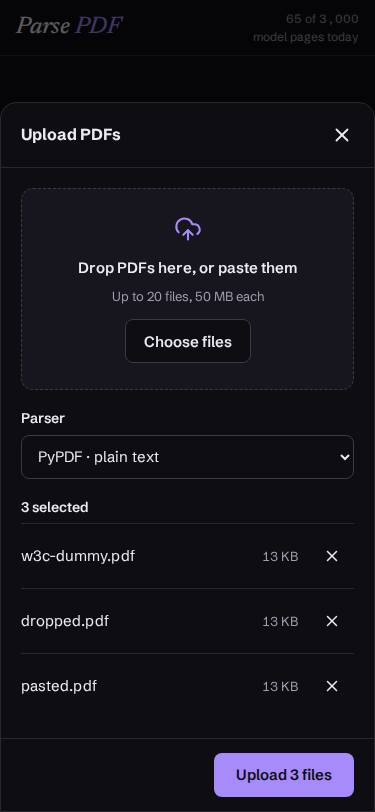 Parse PDF
65 of 3,000
model pages today
Upload PDFs
Drop PDFs here, or paste them
Up to 20 files, 50 MB each
Choose files
Parser
PyPDF · plain text
3 selected
w3c-dummy.pdf 13 KB
dropped.pdf 13 KB
pasted.pdf 13 KB
Upload 3 files